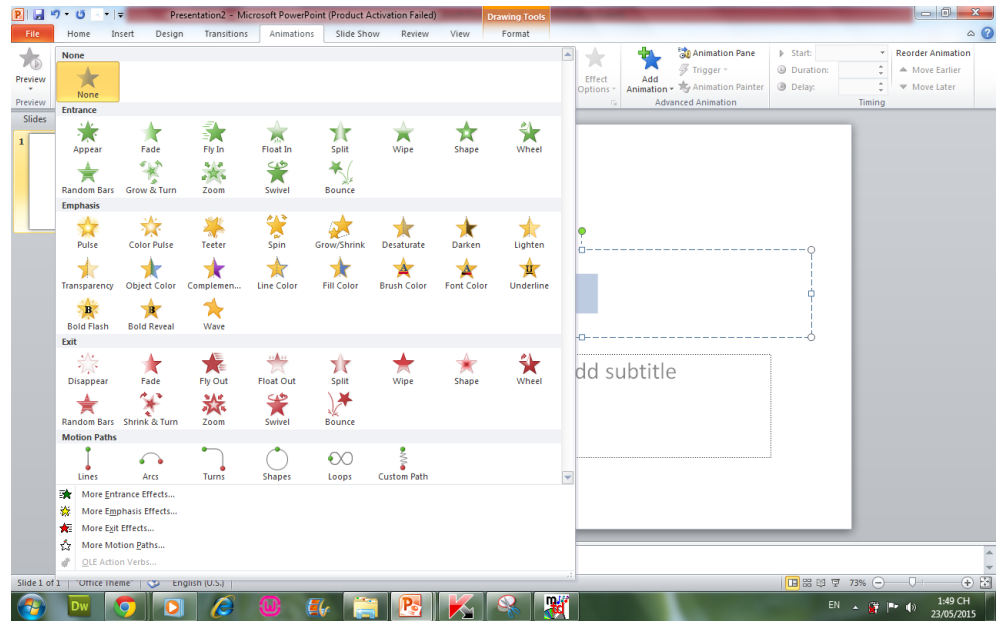 Presentation2 - Microsoft PowerPoint (Product Activation Failed)
Drawing Tools
File Home Insert Design Transitions Animations Slide Show Review View Format
Preview
Preview
None
None
Entrance
Appear Fade Fly In Float In Split Wipe Shape Wheel
Random Bars Grow & Turn Zoom Swivel Bounce
Emphasis
Pulse Color Pulse Teeter Spin Grow/Shrink Desaturate Darken Lighten
Transparency Object Color Complemen... Line Color Fill Color Brush Color Font Color Underline
Bold Flash Bold Reveal Wave
Exit
Disappear Fade Fly Out Float Out Split Wipe Shape Wheel
Random Bars Shrink & Turn Zoom Swivel Bounce
Motion Paths
Lines Arcs Turns Shapes Loops Custom Path
More Entrance Effects...
More Emphasis Effects...
More Exit Effects...
More Motion Paths...
OLE Action Verbs...
Effect
Options
Add
Animation
Animation Pane
Trigger
Animation Painter
Advanced Animation
Start:
Duration:
Delay:
Reorder Animation
Move Earlier
Move Later
Timing
Slides
1
dd subtitle
Slide 1 of 1 "Office Theme" English (U.S.) 73%
Dw
EN
1:49 CH
23/05/2015